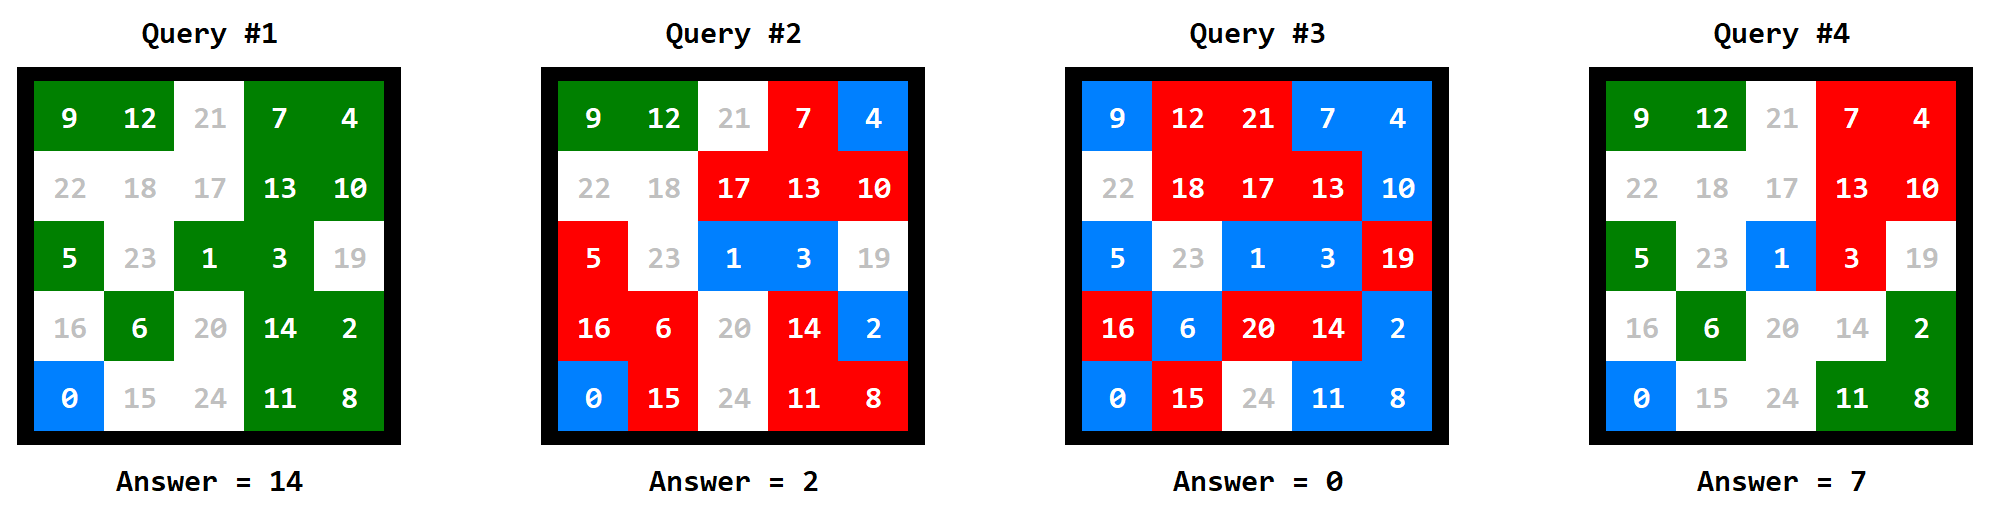 Query #1
9 12 21 7 4
22 18 17 13 10
5 23 1 3 19
16 6 20 14 2
0 15 24 11 8
Answer = 14
Query #2
9 12 21 7 4
22 18 17 13 10
5 23 1 3 19
16 6 20 14 2
0 15 24 11 8
Answer = 2
Query #3
9 12 21 7 4
22 18 17 13 10
5 23 1 3 19
16 6 20 14 2
0 15 24 11 8
Answer = 0
Query #4
9 12 21 7 4
22 18 17 13 10
5 23 1 3 19
16 6 20 14 2
0 15 24 11 8
Answer = 7